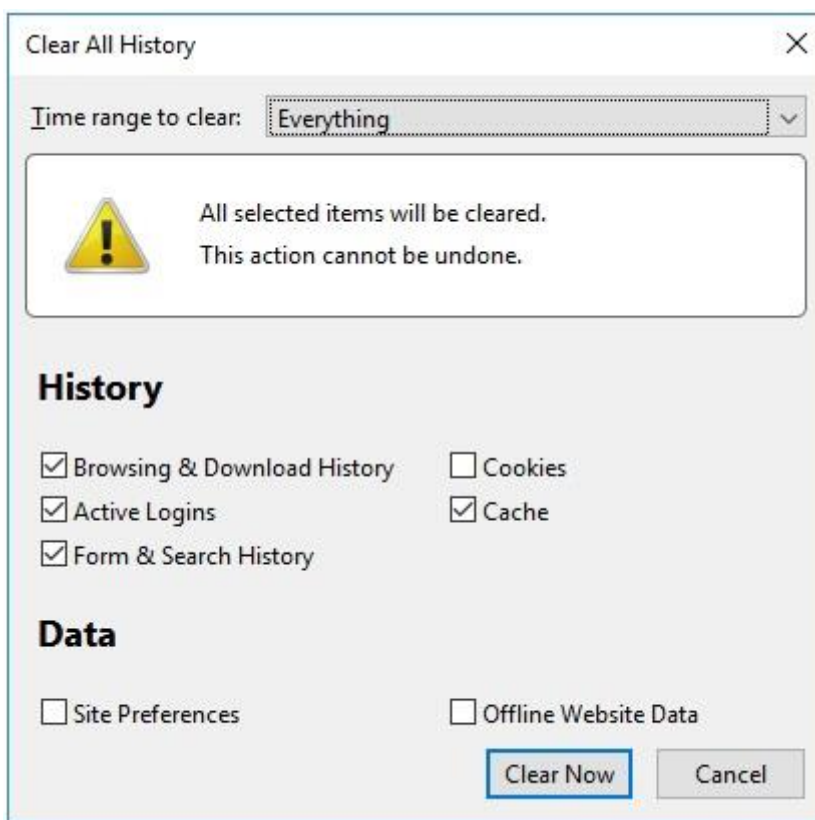 Clear All History
Time range to clear: Everything
All selected items will be cleared.
This action cannot be undone.
History
Browsing & Download History
Cookies
Active Logins
Cache
Form & Search History
Data
Site Preferences
Offline Website Data
Clear Now
Cancel